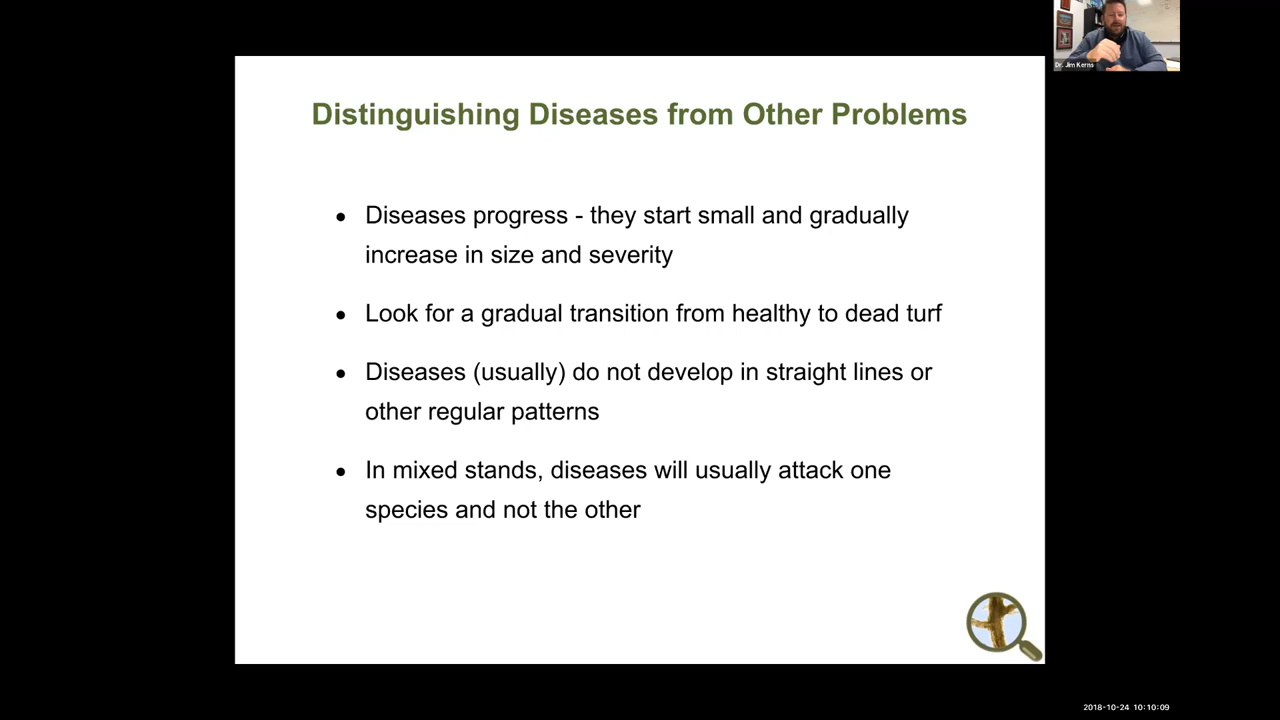 Dr. Jim Kerns
Distinguishing Diseases from Other Problems
• Diseases progress - they start small and gradually
increase in size and severity
• Look for a gradual transition from healthy to dead turf
• Diseases (usually) do not develop in straight lines or
other regular patterns
• In mixed stands, diseases will usually attack one
species and not the other
2018-10-24 10:10:09